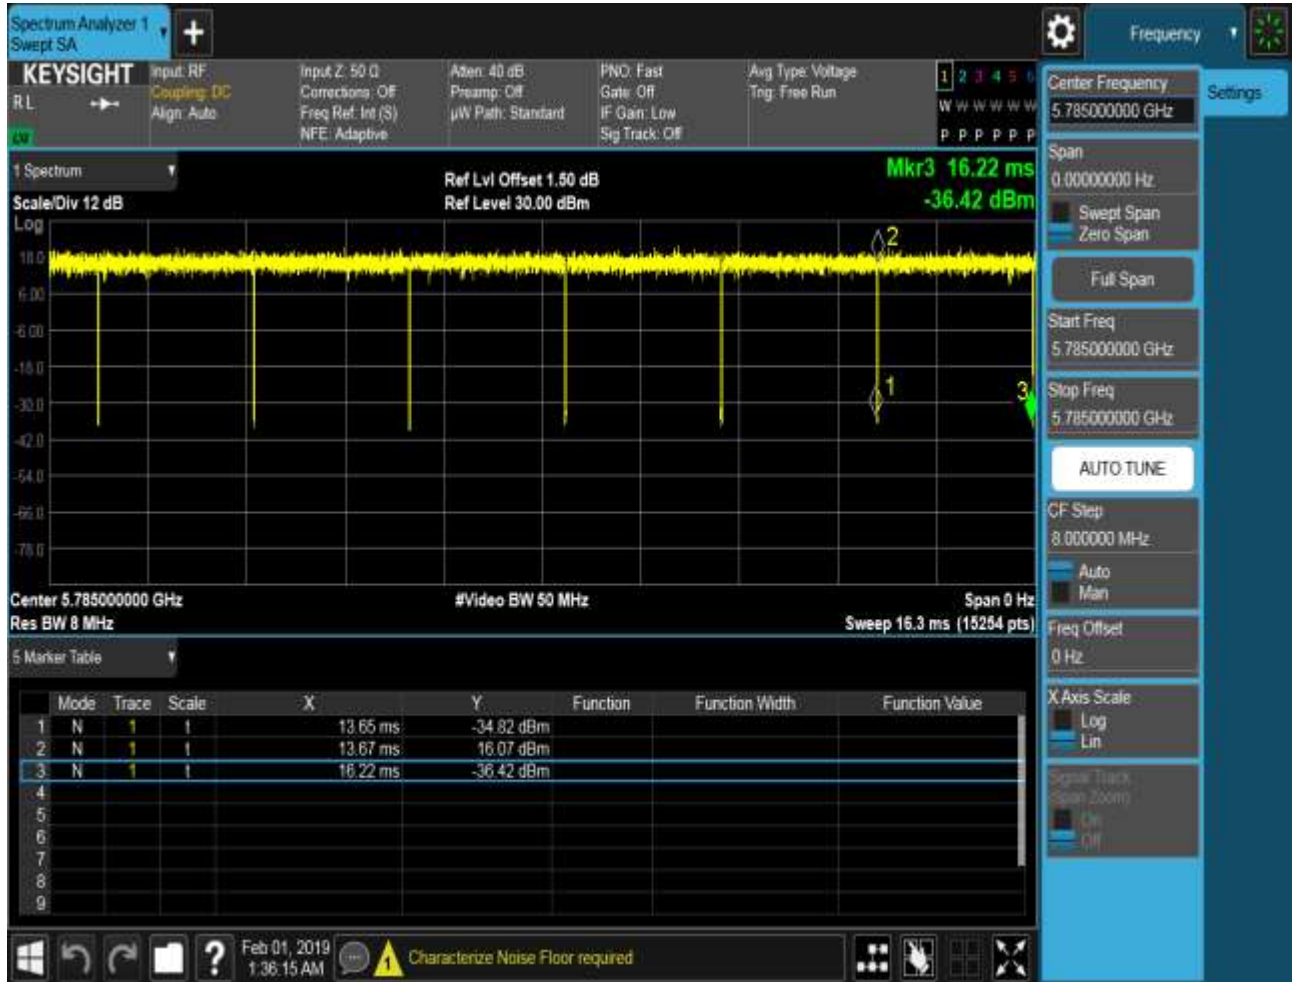 Spectrum Analyzer 1
Swept SA
+
Frequency
KEYSIGHT
RL
Input: RF
Coupling: DC
Align: Auto
Input Z: 50 Ω
Corrections: Off
Freq Ref: Int (S)
NFE: Adaptive
Atten: 40 dB
Preamp: Off
µW Path: Standard
PNO: Fast
Gate: Off
IF Gain: Low
Sig Track: Off
Avg Type: Voltage
Trig: Free Run
1 2 3 4 5 6
W W W W W W
P P P P P P
1 Spectrum
Scale/Div 12 dB
Ref Lvl Offset 1.50 dB
Ref Level 30.00 dBm
Mkr3 16.22 ms
-36.42 dBm
Log
18.0
6.00
-6.00
-18.0
-30.0
-42.0
-54.0
-66.0
-78.0
2
1
3
Center 5.785000000 GHz
#Video BW 50 MHz
Span 0 Hz
Res BW 8 MHz
Sweep 16.3 ms (15254 pts)
5 Marker Table
Mode Trace Scale X Y Function Function Width Function Value
1 N 1 t 13.65 ms -34.82 dBm
2 N 1 t 13.67 ms 16.07 dBm
3 N 1 t 16.22 ms -36.42 dBm
4
5
6
7
8
9
Center Frequency
5.785000000 GHz
Settings
Span
0.00000000 Hz
Swept Span
Zero Span
Full Span
Start Freq
5.785000000 GHz
Stop Freq
5.785000000 GHz
AUTO TUNE
CF Step
8.000000 MHz
Auto
Man
Freq Offset
0 Hz
X Axis Scale
Log
Lin
Signal Track
(Span Zoom)
On
Off
?
Feb 01, 2019
1:36:15 AM
1
Characterize Noise Floor required